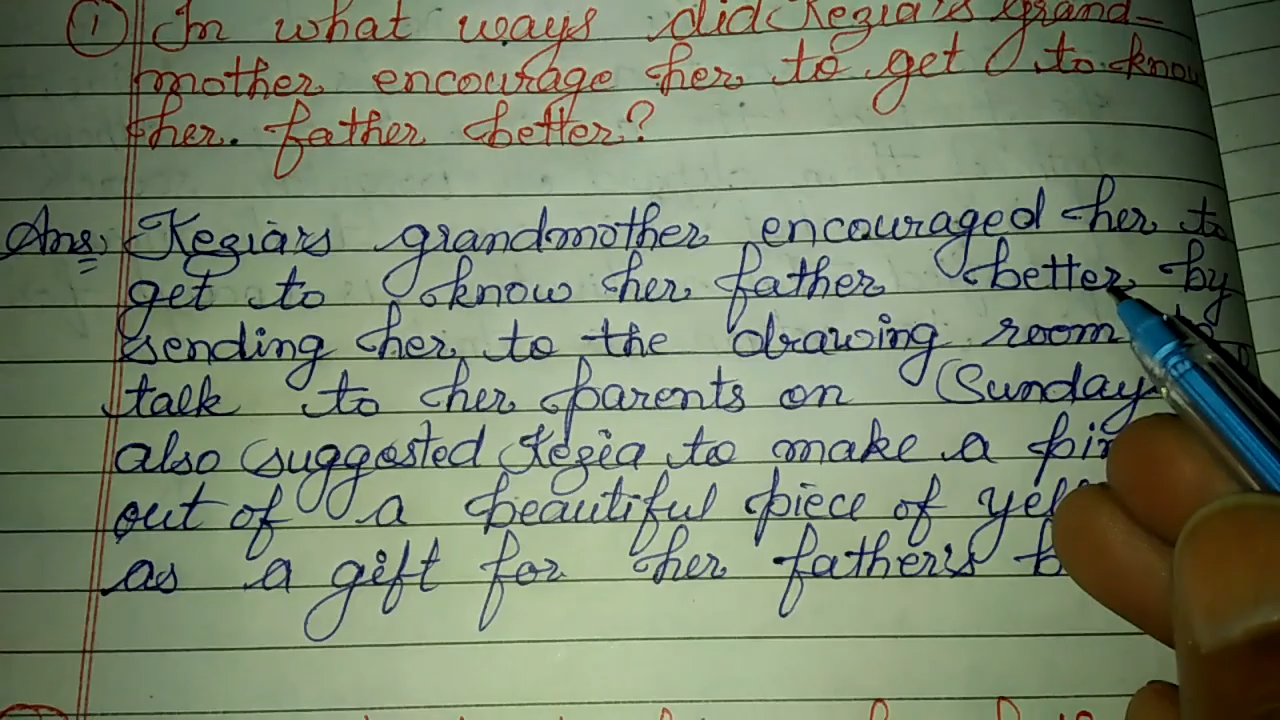 ① In what ways did Kezia's grand-
mother encourage her to get to know
her father better?
Ans: Kezia's grandmother encouraged her to
get to know her father better by
sending her to the drawing room to
talk to her parents on Sunday
also suggested Kezia to make a
out of a beautiful piece of
as a gift for her father's